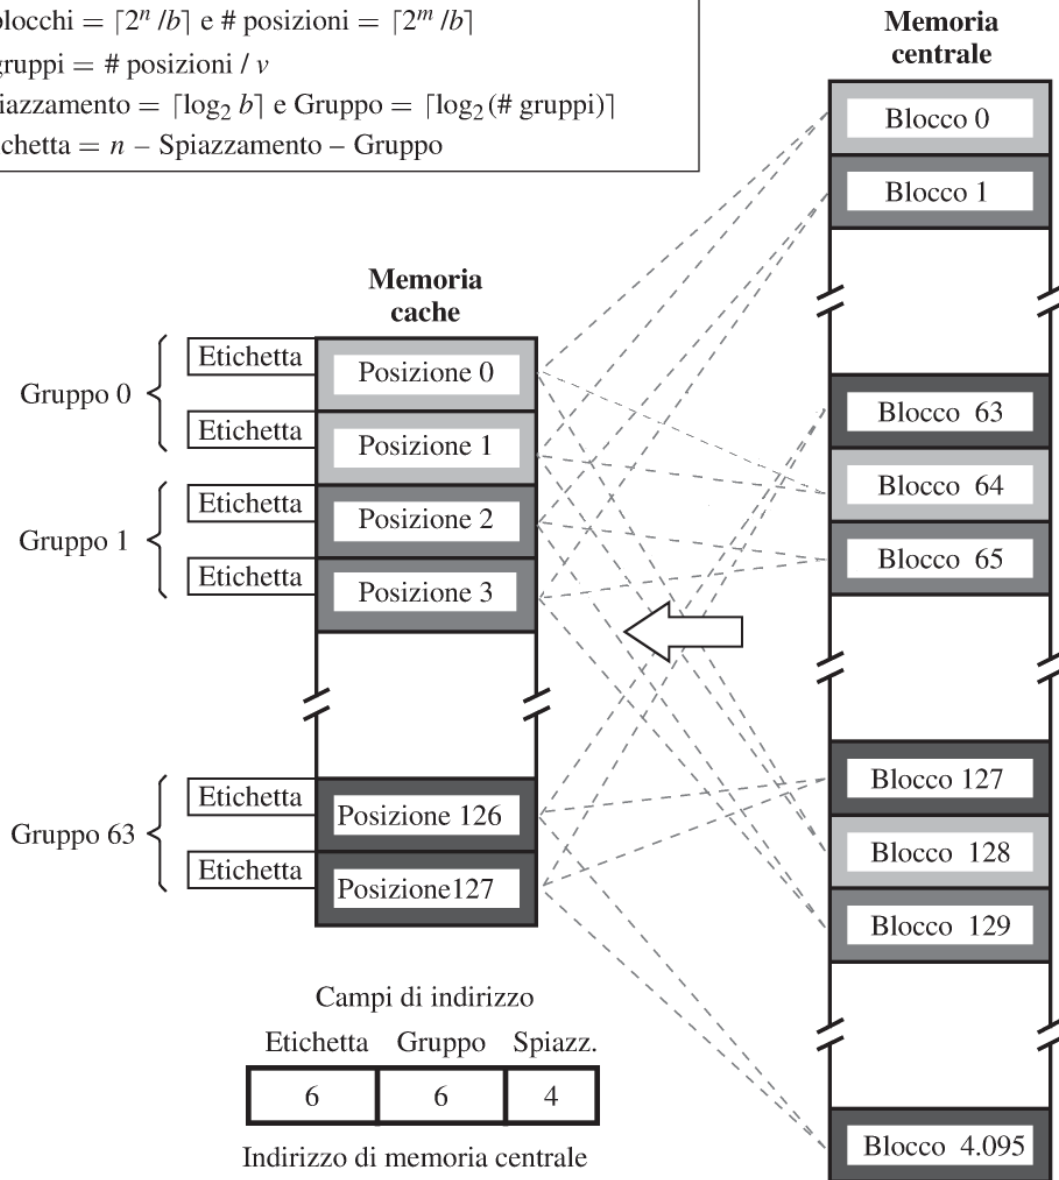 blocchi = ⌈2ⁿ /b⌉ e # posizioni = ⌈2ᵐ /b⌉
gruppi = # posizioni / v
iazzamento = ⌈log₂ b⌉ e Gruppo = ⌈log₂ (# gruppi)⌉
chetta = n – Spiazzamento – Gruppo
Memoria
centrale
Blocco 0
Blocco 1
Blocco 63
Blocco 64
Blocco 65
Blocco 127
Blocco 128
Blocco 129
Blocco 4.095
Memoria
cache
Gruppo 0
Etichetta
Posizione 0
Etichetta
Posizione 1
Gruppo 1
Etichetta
Posizione 2
Etichetta
Posizione 3
Gruppo 63
Etichetta
Posizione 126
Etichetta
Posizione127
Campi di indirizzo
Etichetta Gruppo Spiazz.
6 6 4
Indirizzo di memoria centrale